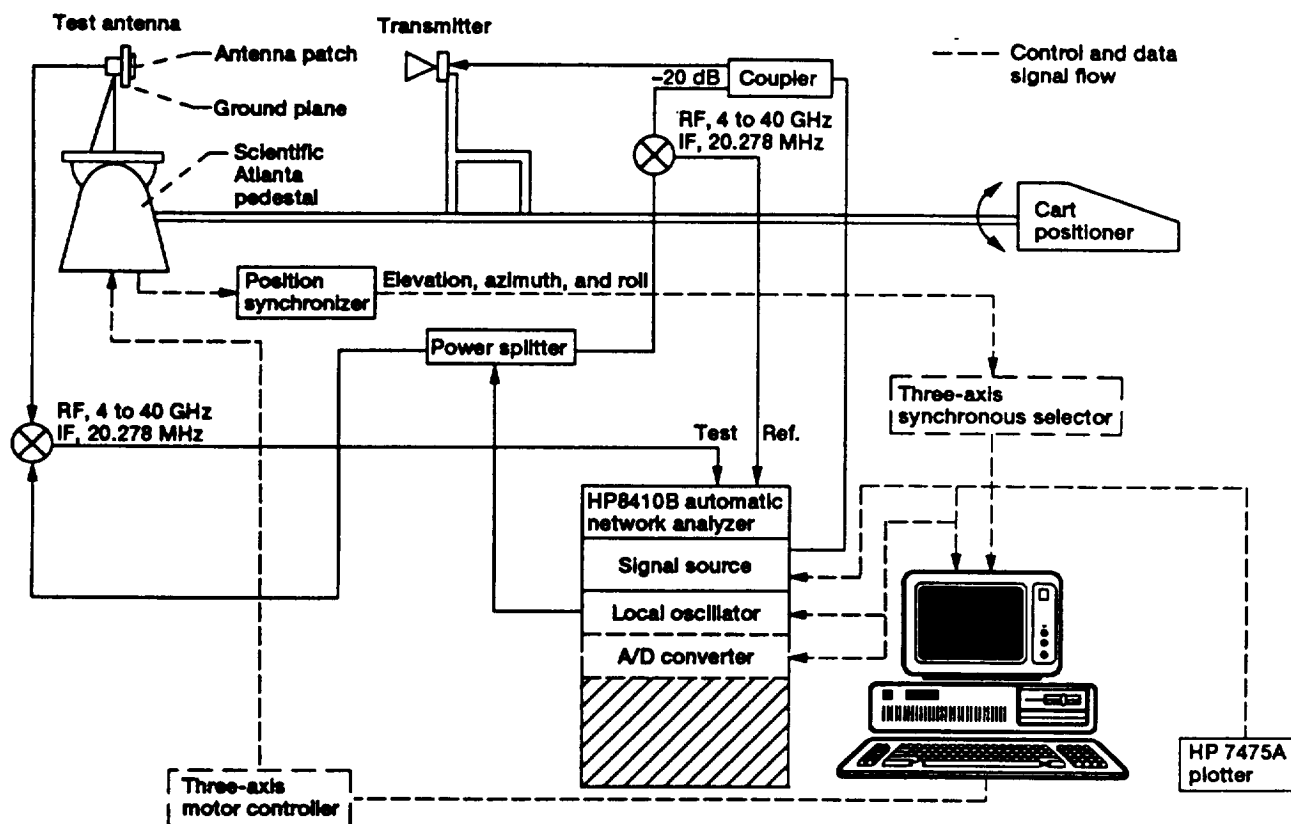 Test antenna
Antenna patch
Ground plane
Scientific
Atlanta
pedestal
Transmitter
–20 dB
Coupler
RF, 4 to 40 GHz
IF, 20.278 MHz
Control and data
signal flow
Cart
positioner
Position
synchronizer
Elevation, azimuth, and roll
Power splitter
Three-axis
synchronous selector
RF, 4 to 40 GHz
IF, 20.278 MHz
Test
Ref.
HP8410B automatic
network analyzer
Signal source
Local oscillator
A/D converter
HP 7475A
plotter
Three-axis
motor controller